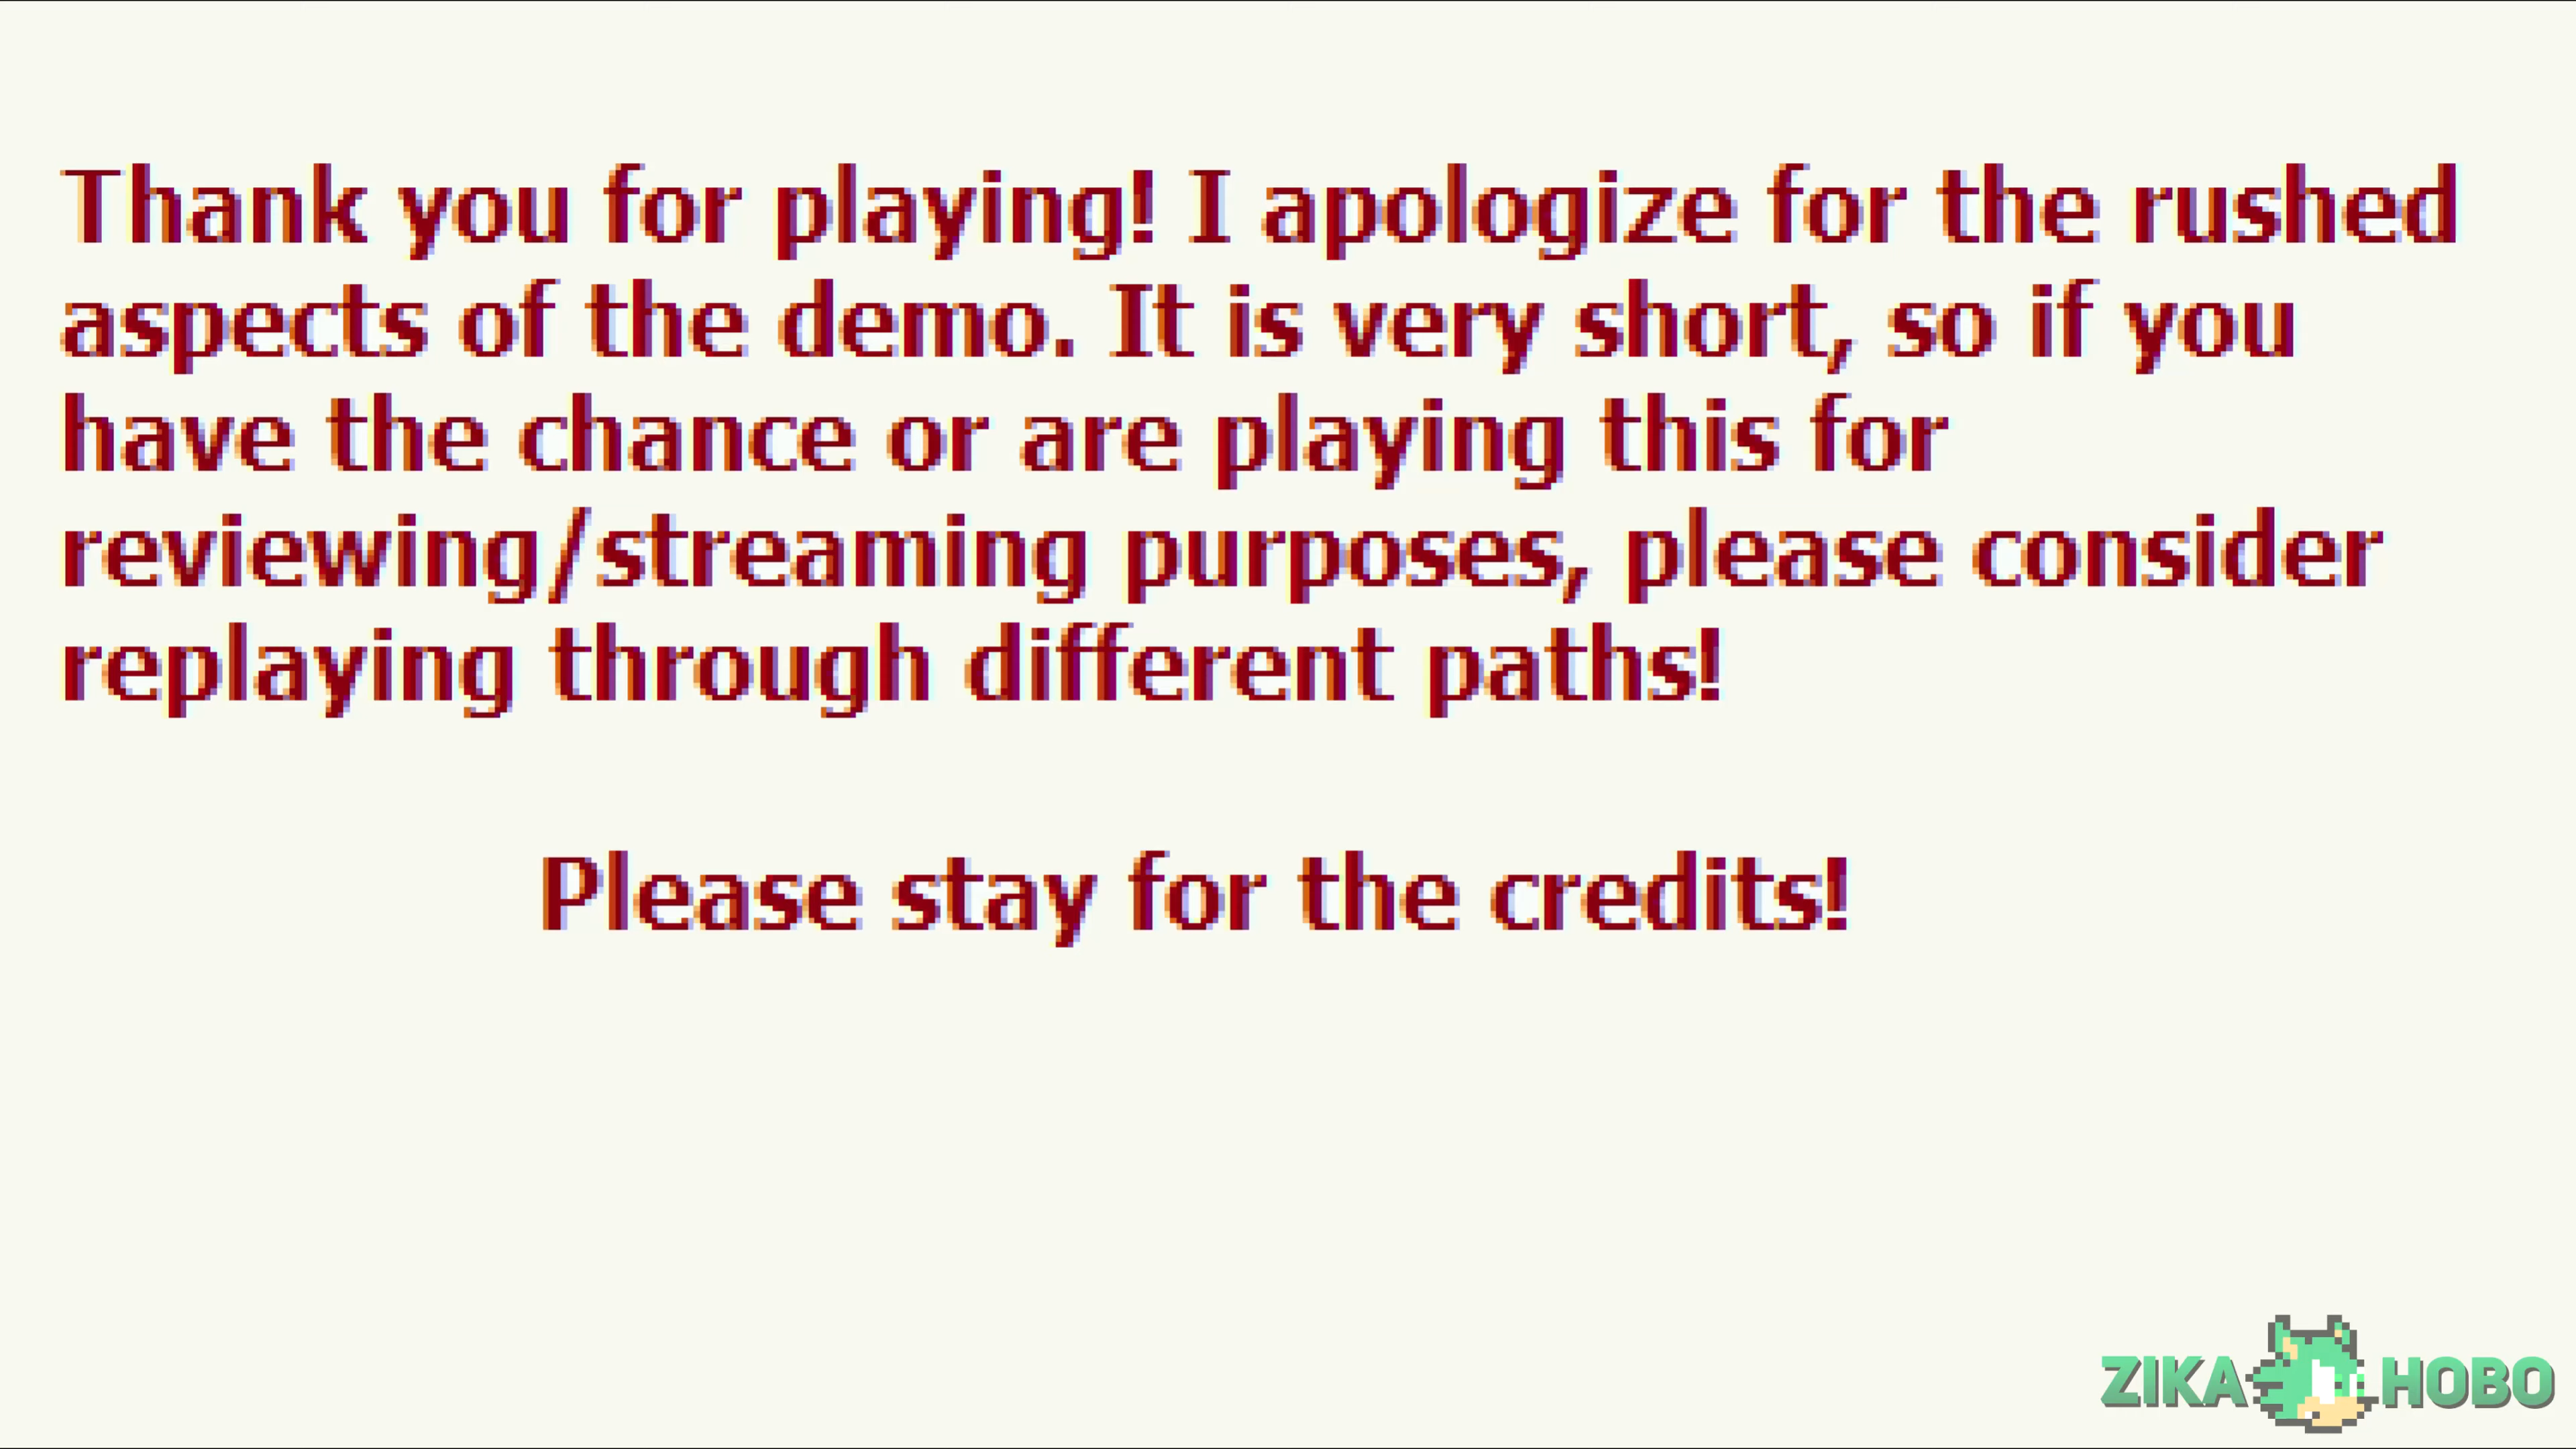 Thank you for playing! I apologize for the rushed
aspects of the demo. It is very short, so if you
have the chance or are playing this for
reviewing/streaming purposes, please consider
replaying through different paths!
Please stay for the credits!
ZIKA HOBO